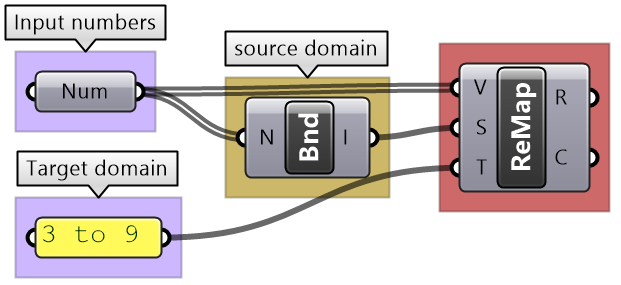 Input numbers
source domain
Num
N
Bnd
I
V
S
T
ReMap
R
C
Target domain
3 to 9